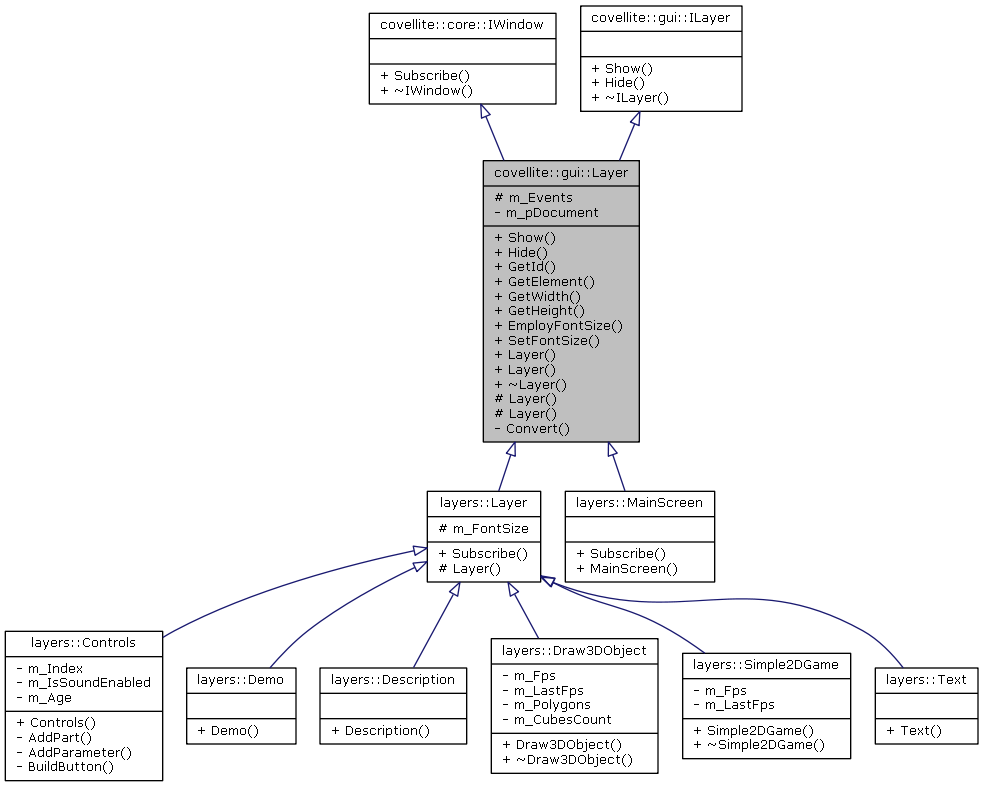 covellite::core::IWindow
+ Subscribe()
+ ~IWindow()
covellite::gui::ILayer
+ Show()
+ Hide()
+ ~ILayer()
covellite::gui::Layer
# m_Events
- m_pDocument
+ Show()
+ Hide()
+ GetId()
+ GetElement()
+ GetWidth()
+ GetHeight()
+ EmployFontSize()
+ SetFontSize()
+ Layer()
+ Layer()
+ ~Layer()
# Layer()
# Layer()
- Convert()
layers::Layer
# m_FontSize
+ Subscribe()
# Layer()
layers::MainScreen
+ Subscribe()
+ MainScreen()
layers::Controls
- m_Index
- m_IsSoundEnabled
- m_Age
+ Controls()
- AddPart()
- AddParameter()
- BuildButton()
layers::Demo
+ Demo()
layers::Description
+ Description()
layers::Draw3DObject
- m_Fps
- m_LastFps
- m_Polygons
- m_CubesCount
+ Draw3DObject()
+ ~Draw3DObject()
layers::Simple2DGame
- m_Fps
- m_LastFps
+ Simple2DGame()
+ ~Simple2DGame()
layers::Text
+ Text()